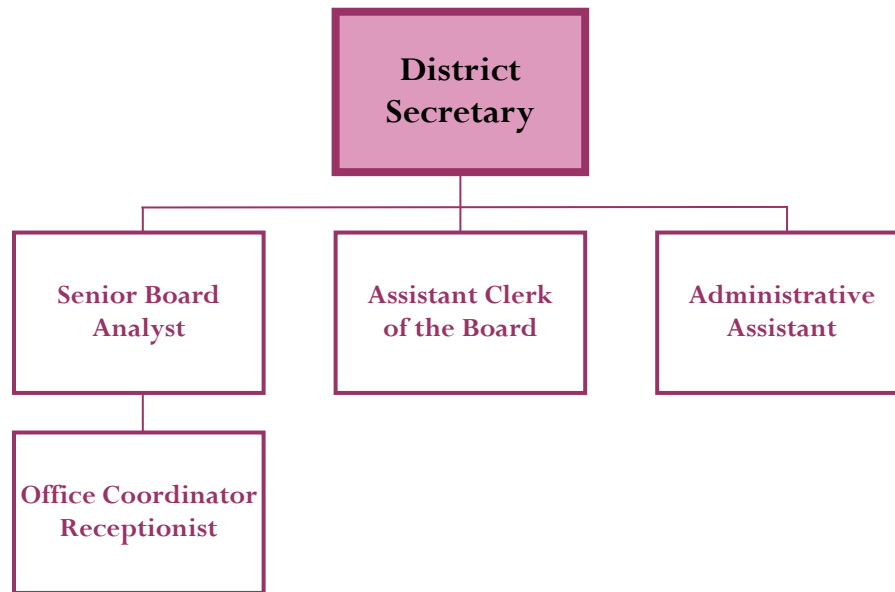 District
Secretary
Senior Board
Analyst
Assistant Clerk
of the Board
Administrative
Assistant
Office Coordinator
Receptionist